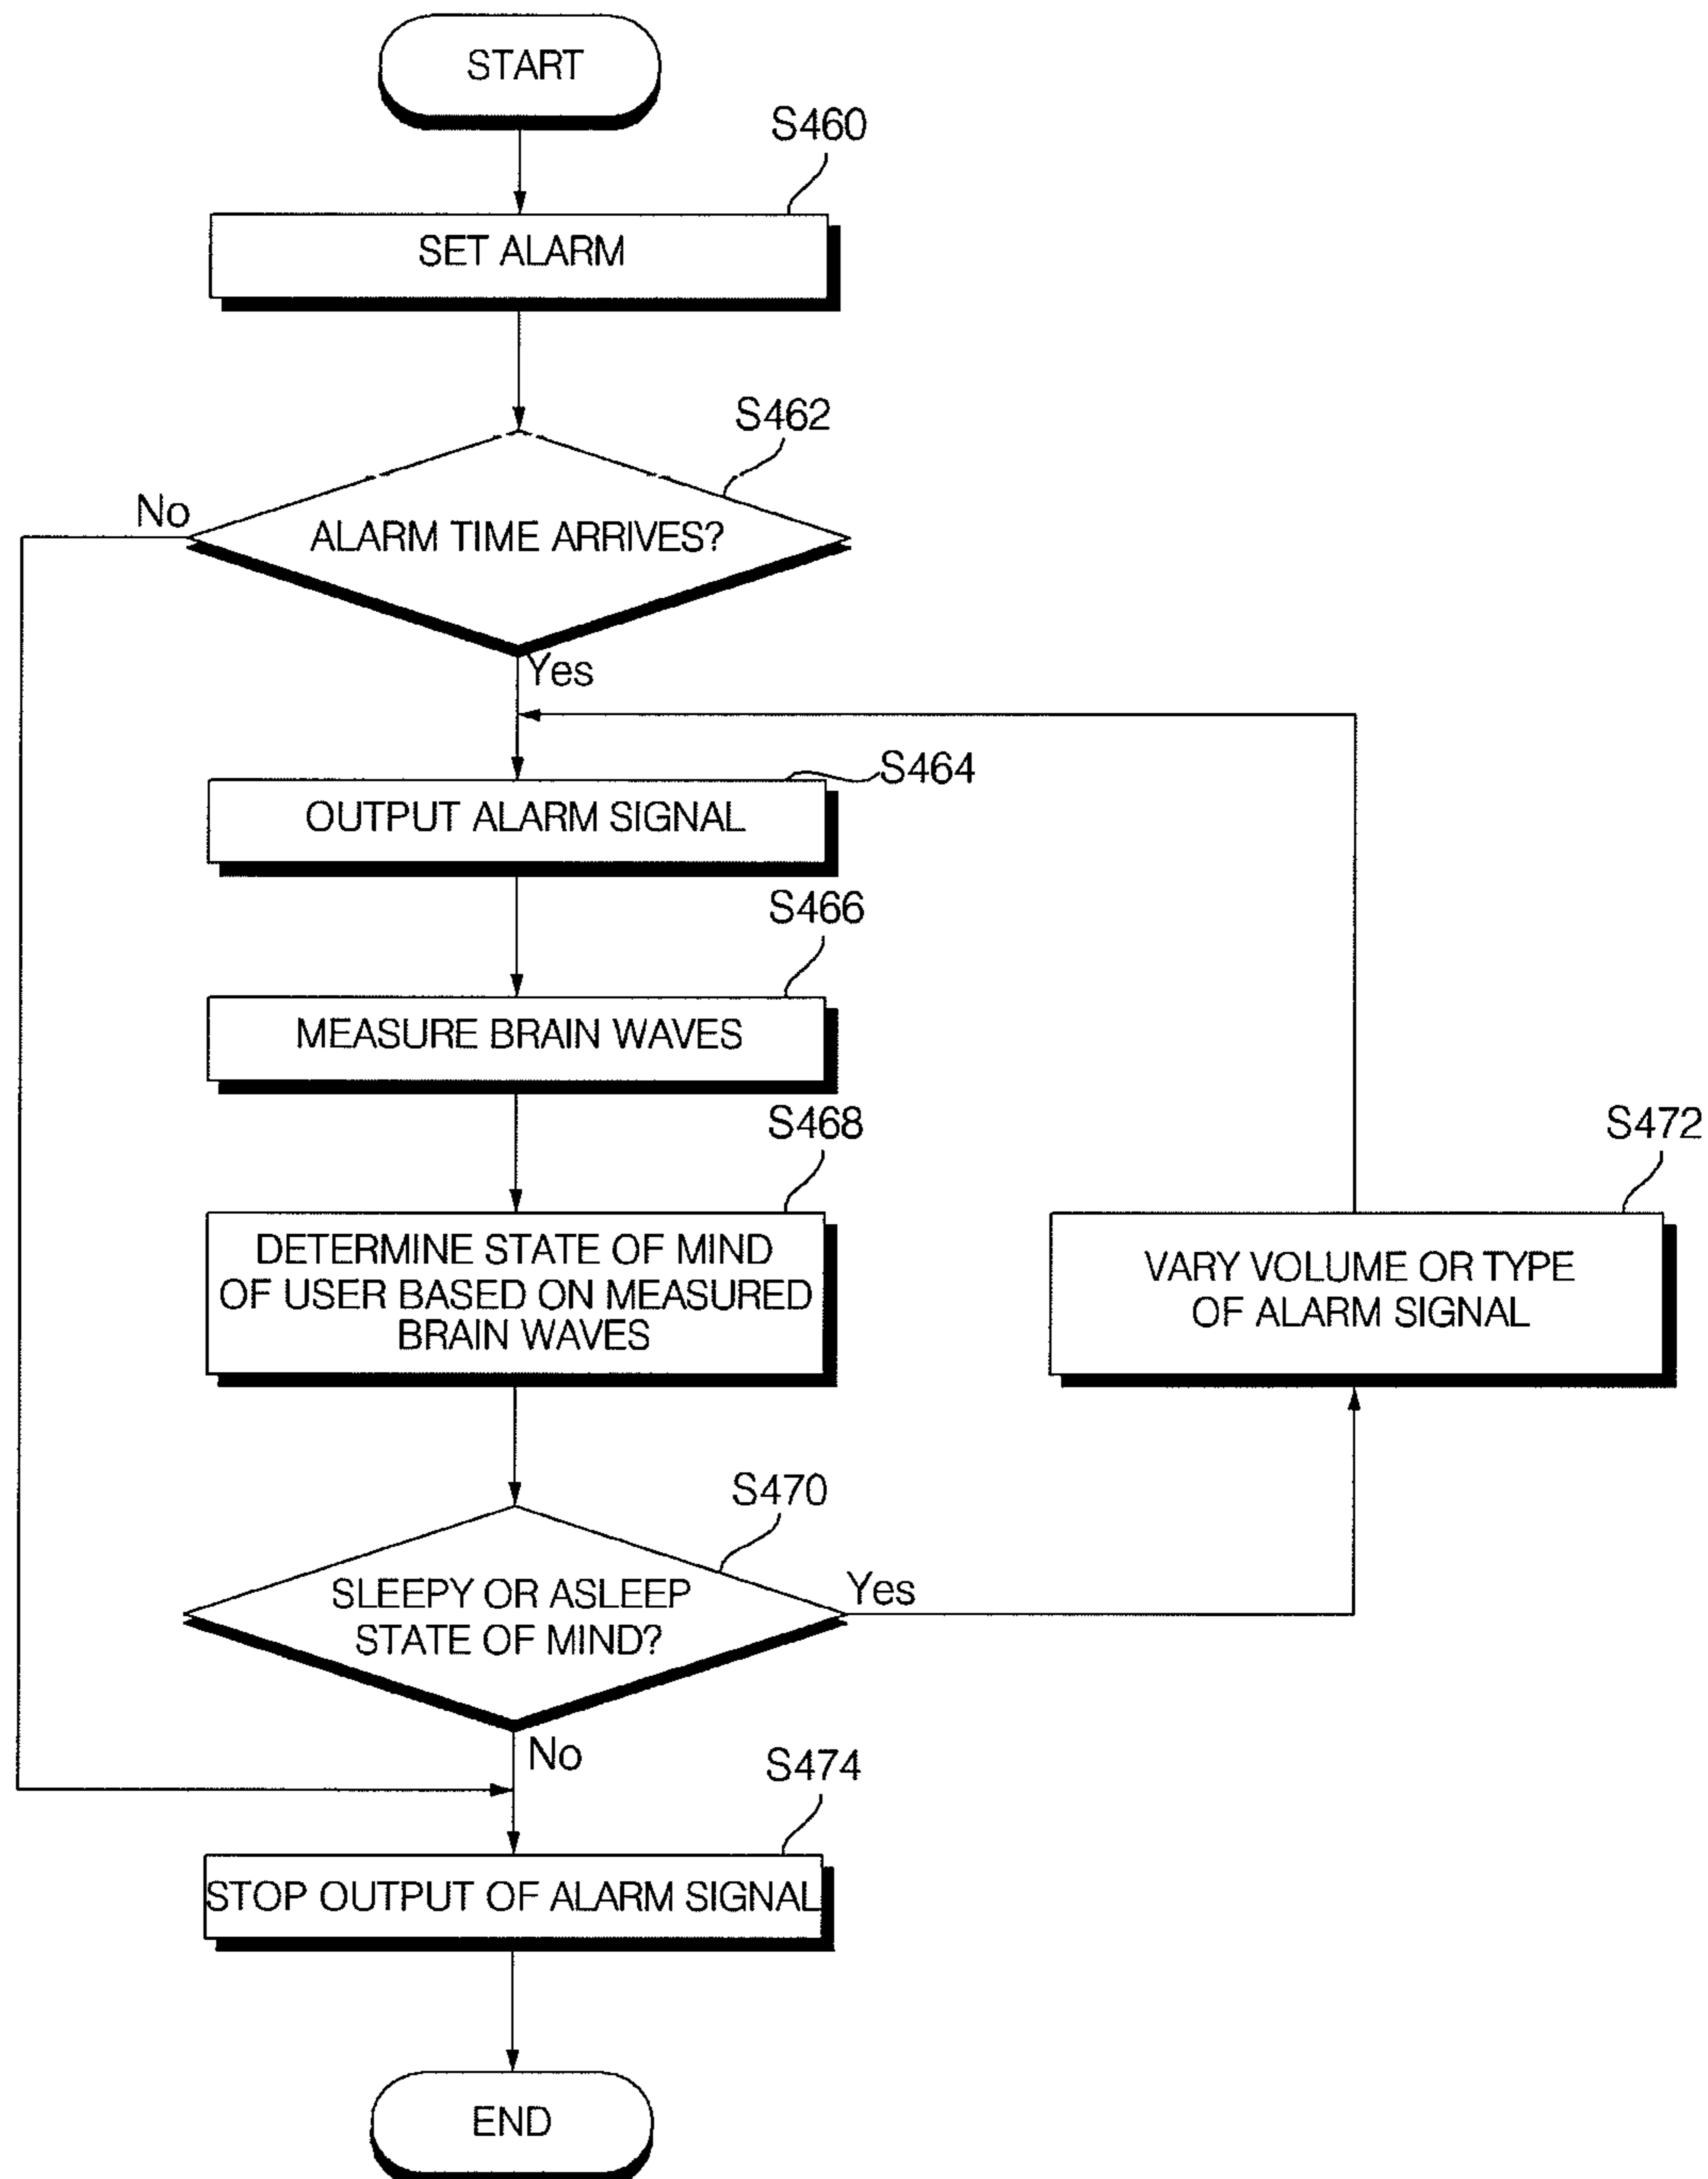 START
S460
SET ALARM
S462
No
ALARM TIME ARRIVES?
Yes
S464
OUTPUT ALARM SIGNAL
S466
MEASURE BRAIN WAVES
S468
DETERMINE STATE OF MIND
OF USER BASED ON MEASURED
BRAIN WAVES
S472
VARY VOLUME OR TYPE
OF ALARM SIGNAL
S470
SLEEPY OR ASLEEP
STATE OF MIND?
Yes
No
S474
STOP OUTPUT OF ALARM SIGNAL
END